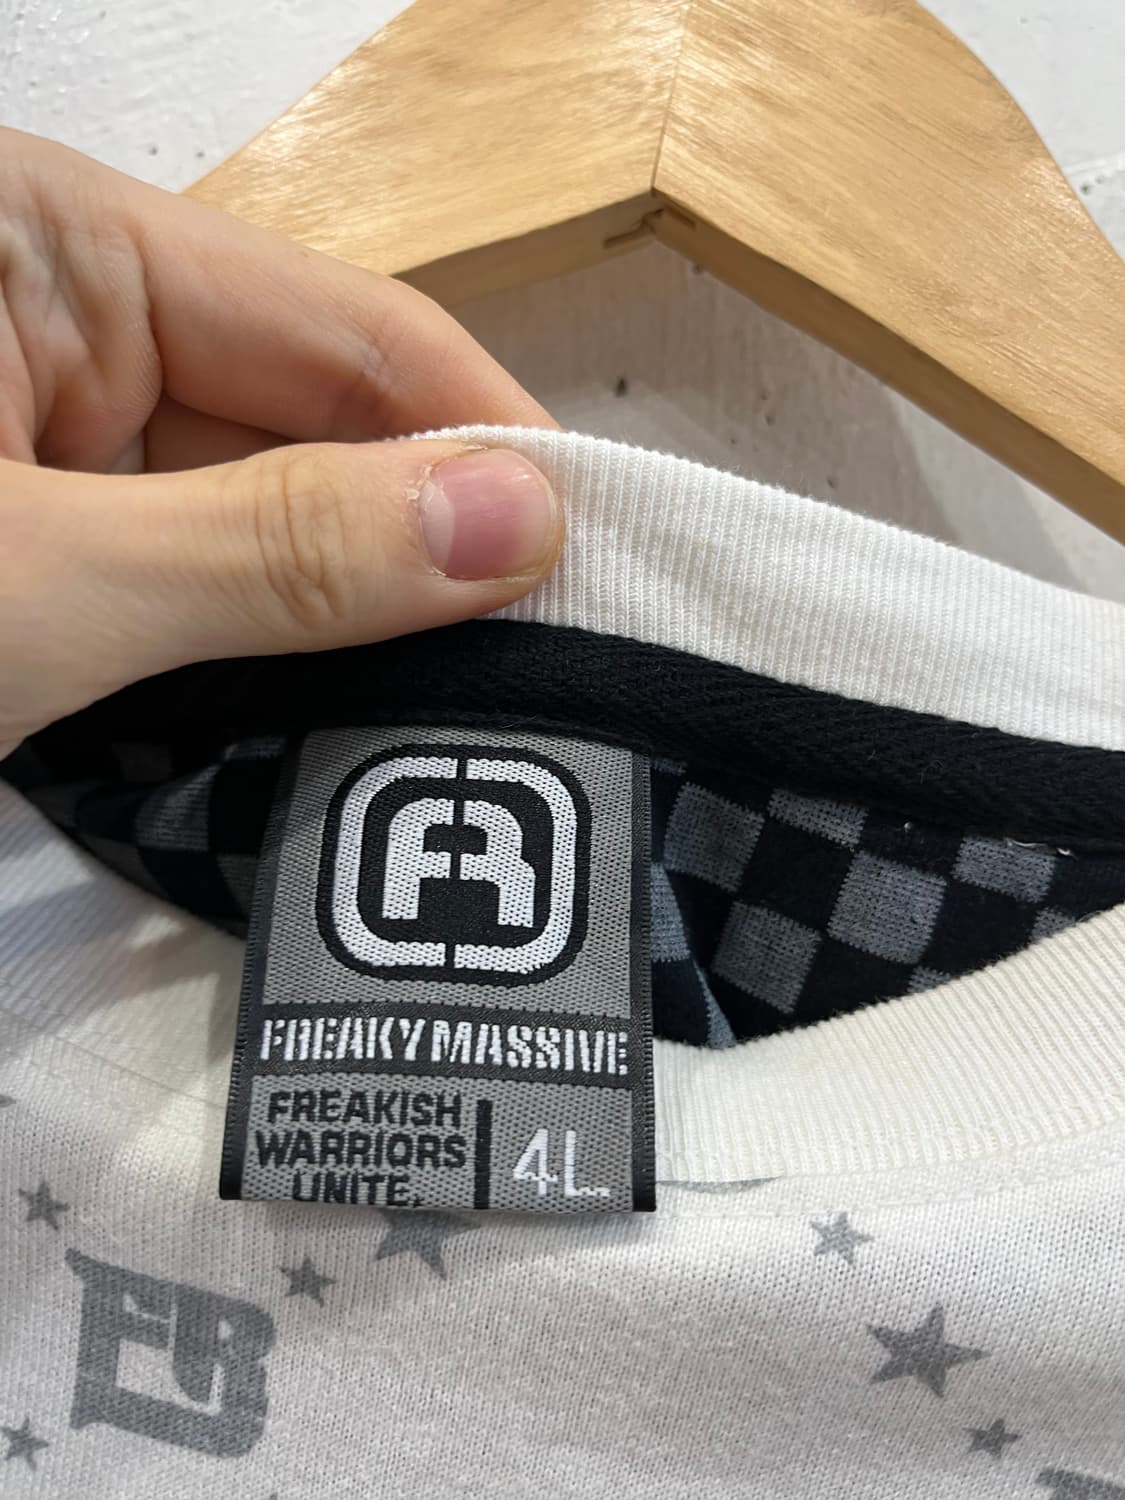 FREAKY MASSIVE
FREAKISH
WARRIORS
UNITE.
4L